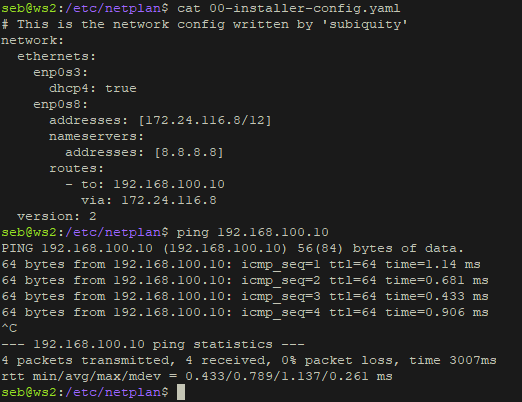 seb@ws2:/etc/netplan$ cat 00-installer-config.yaml
# This is the network config written by 'subiquity'
network:
  ethernets:
    enp0s3:
      dhcp4: true
    enp0s8:
      addresses: [172.24.116.8/12]
      nameservers:
        addresses: [8.8.8.8]
      routes:
        - to: 192.168.100.10
          via: 172.24.116.8
  version: 2
seb@ws2:/etc/netplan$ ping 192.168.100.10
PING 192.168.100.10 (192.168.100.10) 56(84) bytes of data.
64 bytes from 192.168.100.10: icmp_seq=1 ttl=64 time=1.14 ms
64 bytes from 192.168.100.10: icmp_seq=2 ttl=64 time=0.681 ms
64 bytes from 192.168.100.10: icmp_seq=3 ttl=64 time=0.433 ms
64 bytes from 192.168.100.10: icmp_seq=4 ttl=64 time=0.906 ms
^C
--- 192.168.100.10 ping statistics ---
4 packets transmitted, 4 received, 0% packet loss, time 3007ms
rtt min/avg/max/mdev = 0.433/0.789/1.137/0.261 ms
seb@ws2:/etc/netplan$